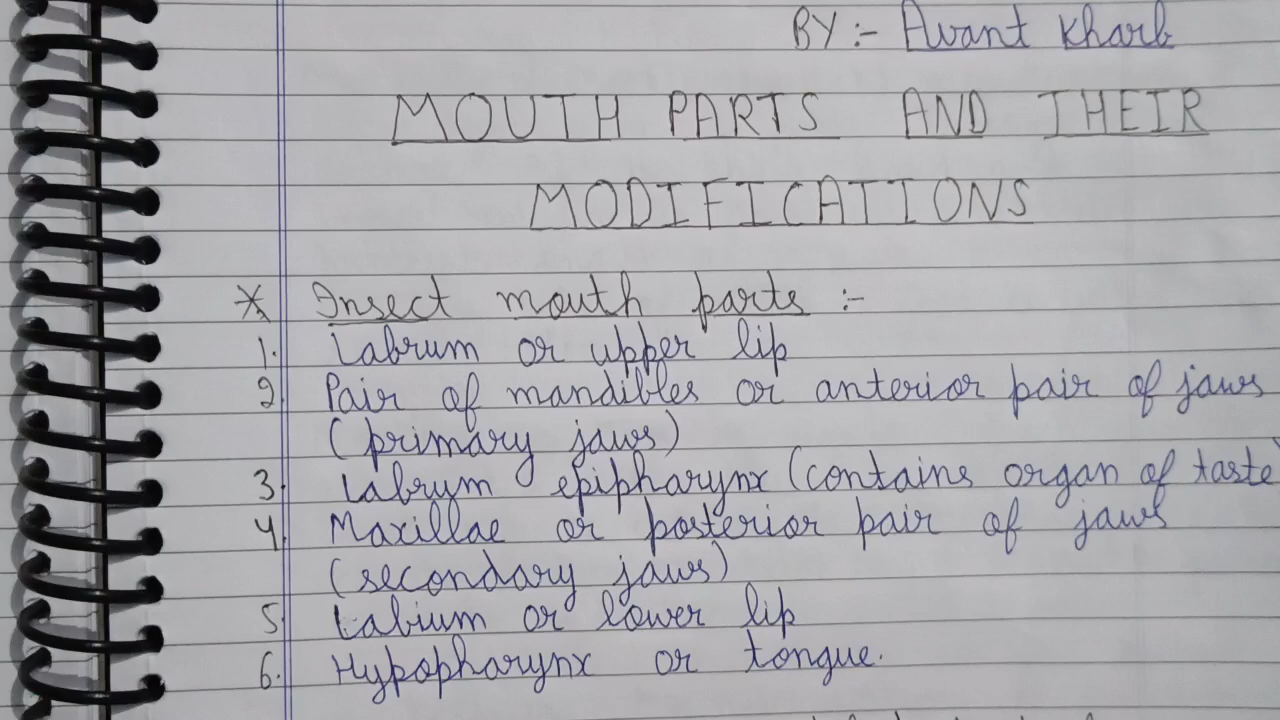 BY :- Avant Kharb
MOUTH PARTS AND THEIR
MODIFICATIONS
* Insect mouth parts :-
1. Labrum or upper lip
2. Pair of mandibles or anterior pair of jaws
(primary jaws)
3. Labrym epipharynx (contains organ of taste)
4. Maxillae or posterior pair of jaws
(secondary jaws)
5. Labium or lower lip
6. Hypopharynx or tongue.